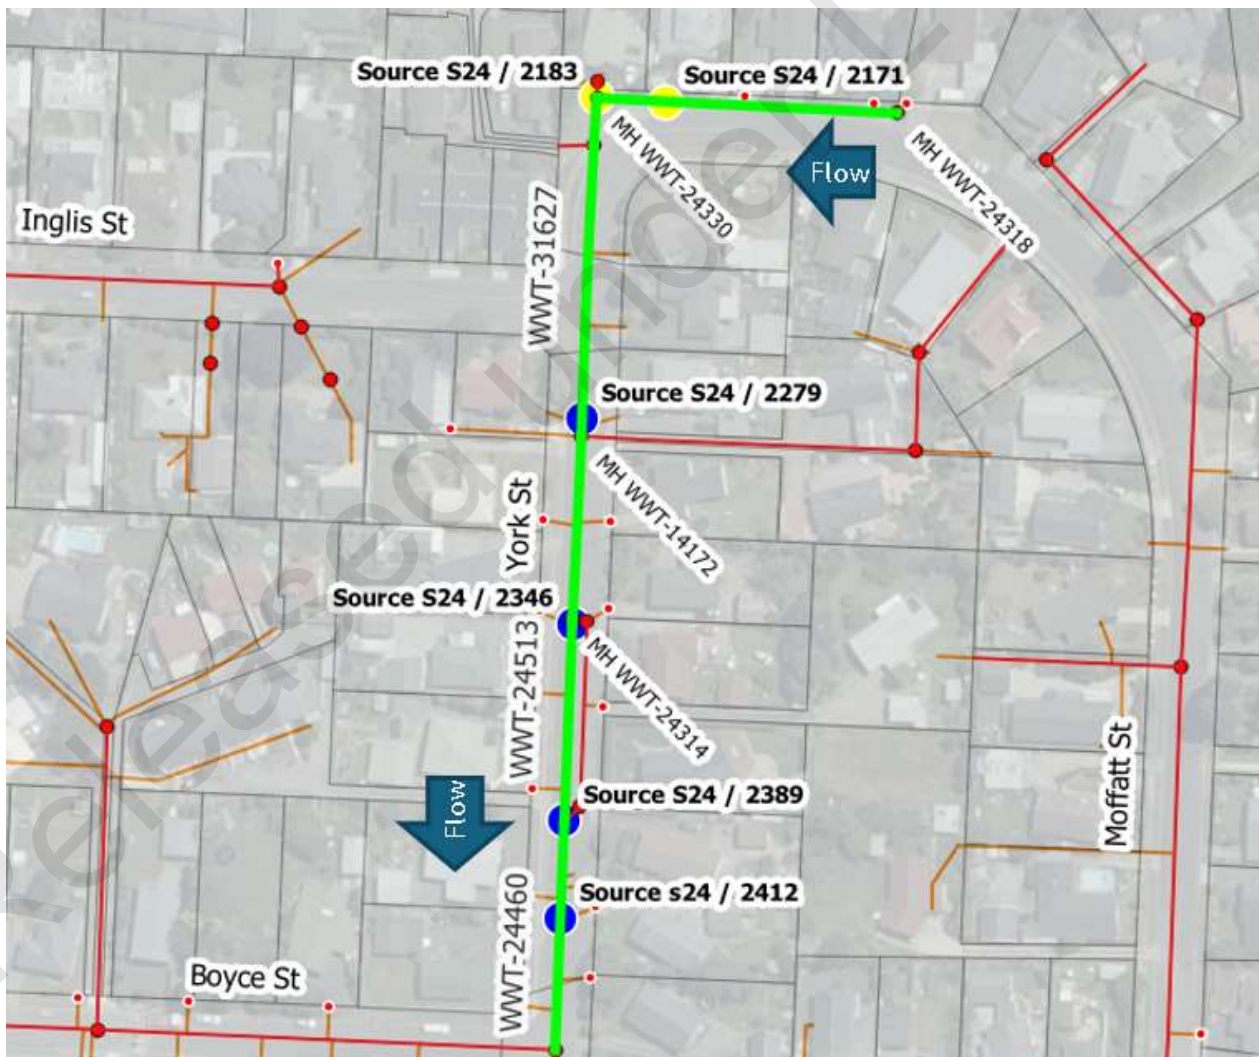 Source S24 / 2183
Source S24 / 2171
MH WWT-24330
Flow
MH WWT-24318
Inglis St
WWT-31627
Source S24 / 2279
MH WWT-14172
York St
Source S24 / 2346
WWT-24513
MH WWT-24314
Flow
Source S24 / 2389
Moffatt St
Source s24 / 2412
WWT-24460
Boyce St
Released under